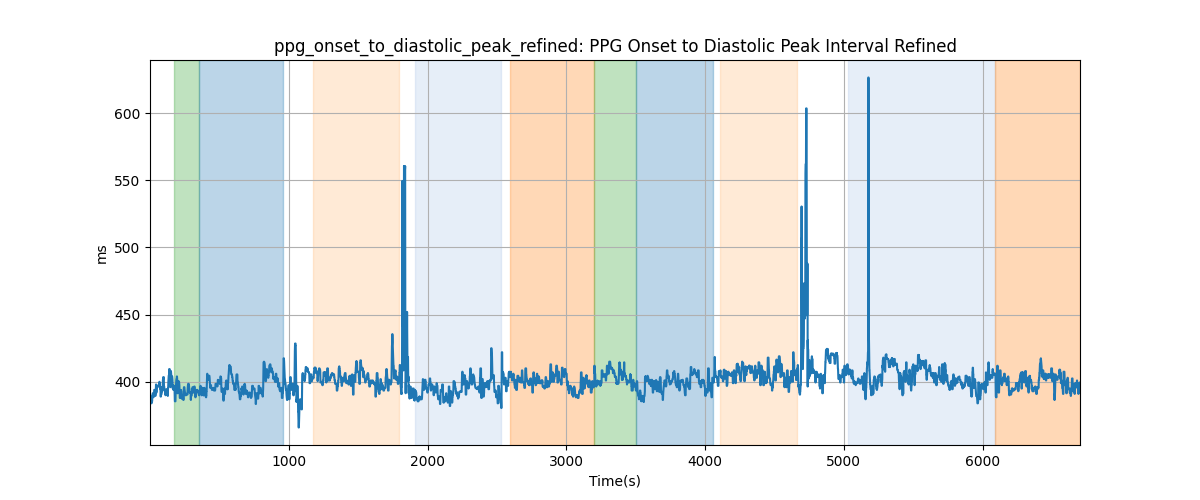 ppg_onset_to_diastolic_peak_refined: PPG Onset to Diastolic Peak Interval Refined
600
550
500
450
400
ms
1000 2000 3000 4000 5000 6000
Time(s)